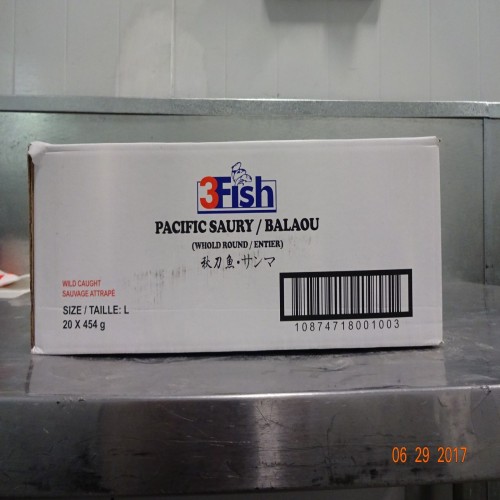 3Fish
PACIFIC SAURY / BALAOU
(WHOLD ROUND / ENTIER)
秋刀魚・サンマ
WILD CAUGHT
SAUVAGE ATTRAPÉ
SIZE / TAILLE: L
20 X 454 g
10874718001003
06 29 2017